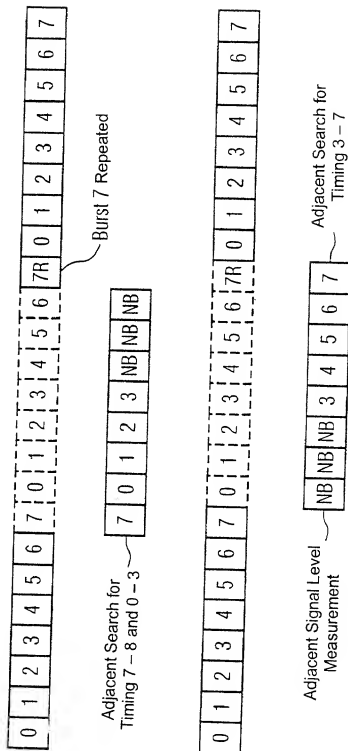 0 1 2 3 4 5 6 7 0 1 2 3 4 5 6 7R 0 1 2 3 4 5 6 7
Burst 7 Repeated
7 0 1 2 3 NB NB NB
Adjacent Search for
Timing 7 – 8 and 0 – 3
0 1 2 3 4 5 6 7 0 1 2 3 4 5 6 7R 0 1 2 3 4 5 6 7
NB NB NB 3 4 5 6 7
Adjacent Signal Level
Measurement
Adjacent Search for
Timing 3 – 7